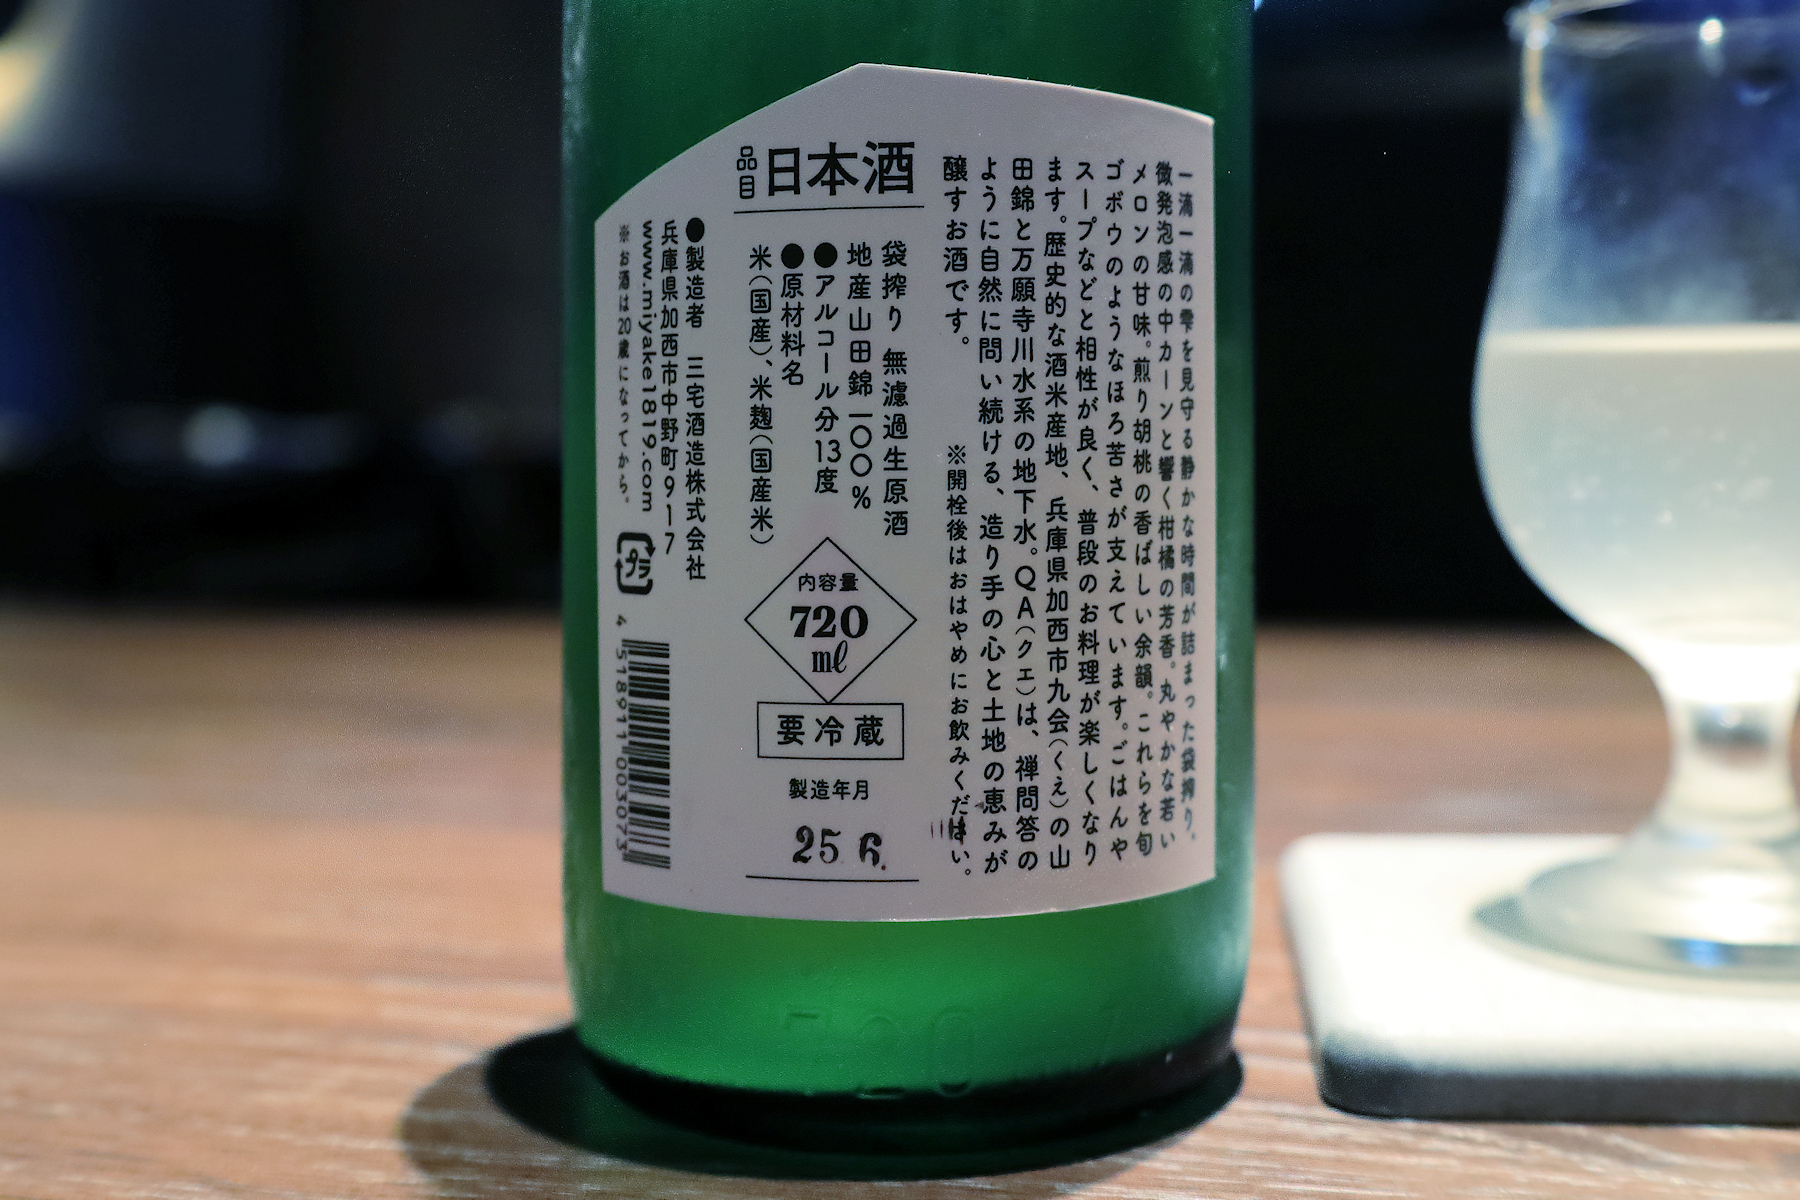 一滴一滴の雫を見守る静かな時間が詰まった袋搾り。
微発泡感の中カーンと響く柑橘の芳香。丸やかな若い
メロンの甘味。煎り胡桃の香ばしい余韻。これらを旬
ゴボウのようなほろ苦さが支えています。ごはんや
スープなどと相性が良く、普段のお料理が楽しくなり
ます。歴史的な酒米産地、兵庫県加西市九会(くえ)の山
田錦と万願寺川水系の地下水。QA(クエ)は、禅問答の
ように自然に問い続ける、造り手の心と土地の恵みが
醸すお酒です。
※開栓後はおはやめにお飲みください。
品目 日本酒
袋搾り 無濾過生原酒
地産山田錦 一〇〇%
●アルコール分13度
●原材料名
米(国産)、米麹(国産米)
内容量
720
ml
要冷蔵
製造年月
25 6.
●製造者 三宅酒造株式会社
兵庫県加西市中野町917
www.miyake1819.com
※お酒は20歳になってから。
プラ
4 518911 003073
720